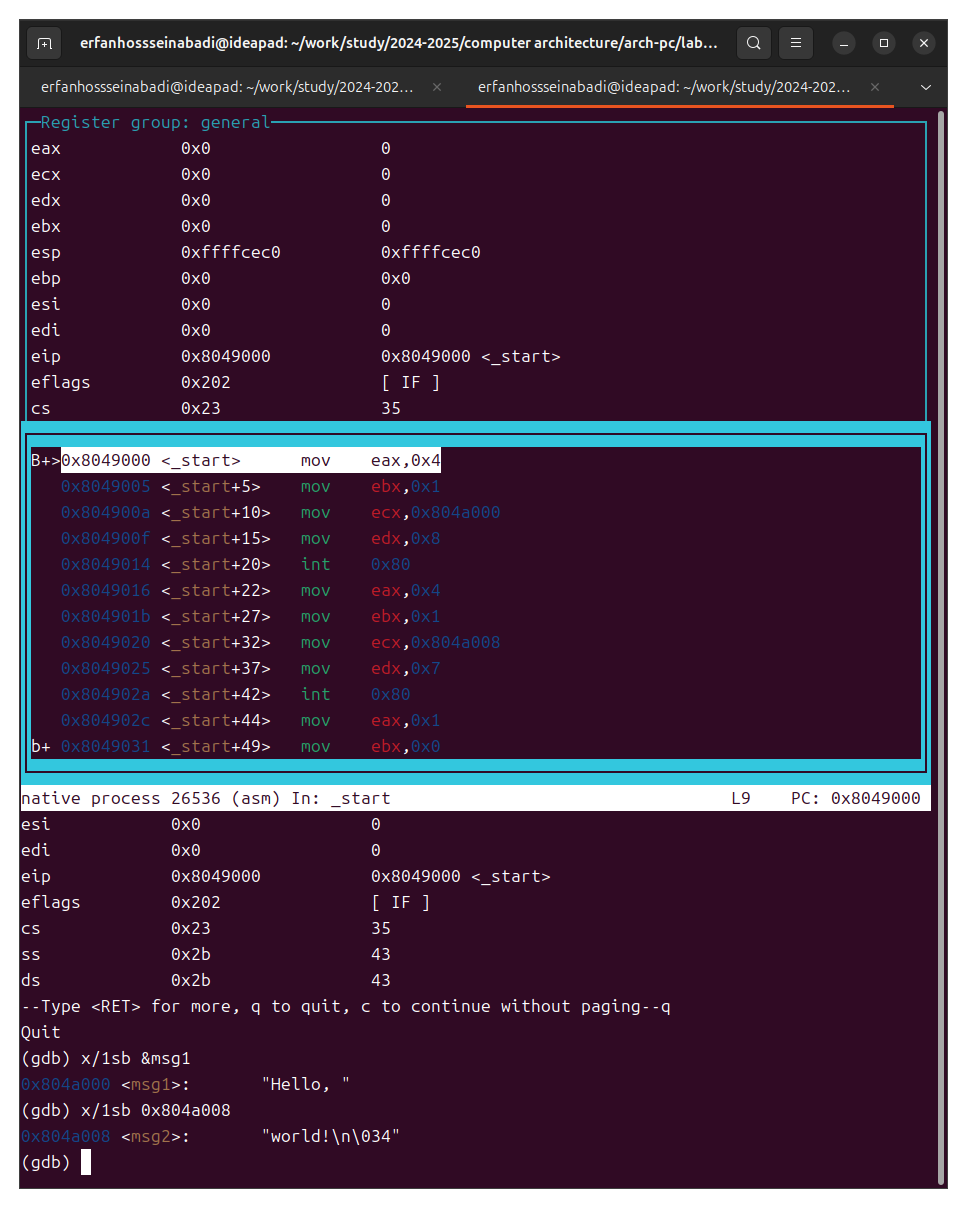 erfanhossseinabadi@ideapad: ~/work/study/2024-2025/computer architecture/arch-pc/lab...
erfanhossseinabadi@ideapad: ~/work/study/2024-202... × erfanhossseinabadi@ideapad: ~/work/study/2024-202... ×
Register group: general
eax 0x0 0
ecx 0x0 0
edx 0x0 0
ebx 0x0 0
esp 0xffffcec0 0xffffcec0
ebp 0x0 0x0
esi 0x0 0
edi 0x0 0
eip 0x8049000 0x8049000 <_start>
eflags 0x202 [ IF ]
cs 0x23 35
B+>0x8049000 <_start> mov eax,0x4
0x8049005 <_start+5> mov ebx,0x1
0x804900a <_start+10> mov ecx,0x804a000
0x804900f <_start+15> mov edx,0x8
0x8049014 <_start+20> int 0x80
0x8049016 <_start+22> mov eax,0x4
0x804901b <_start+27> mov ebx,0x1
0x8049020 <_start+32> mov ecx,0x804a008
0x8049025 <_start+37> mov edx,0x7
0x804902a <_start+42> int 0x80
0x804902c <_start+44> mov eax,0x1
b+ 0x8049031 <_start+49> mov ebx,0x0
native process 26536 (asm) In: _start L9 PC: 0x8049000
esi 0x0 0
edi 0x0 0
eip 0x8049000 0x8049000 <_start>
eflags 0x202 [ IF ]
cs 0x23 35
ss 0x2b 43
ds 0x2b 43
--Type <RET> for more, q to quit, c to continue without paging--q
Quit
(gdb) x/1sb &msg1
0x804a000 <msg1>: "Hello, "
(gdb) x/1sb 0x804a008
0x804a008 <msg2>: "world!\n\034"
(gdb)